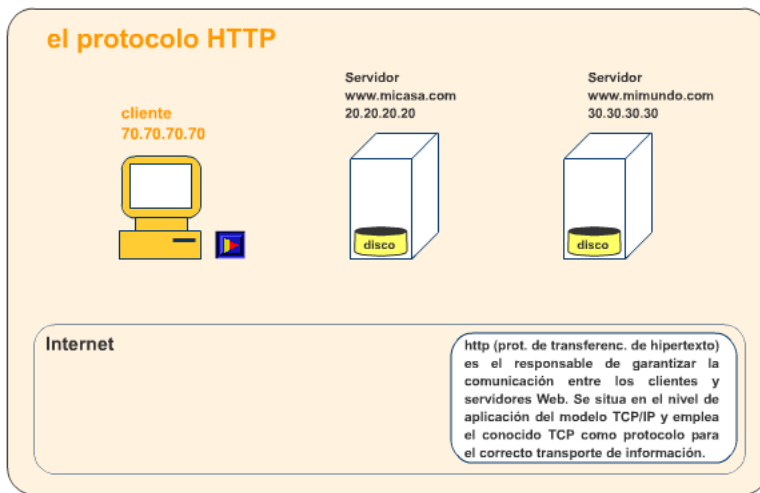 el protocolo HTTP
cliente
70.70.70.70
Servidor
www.micasa.com
20.20.20.20
disco
Servidor
www.mimundo.com
30.30.30.30
disco
Internet
http (prot. de transferenc. de hipertexto)
es el responsable de garantizar la
comunicación entre los clientes y
servidores Web. Se situa en el nivel de
aplicación del modelo TCP/IP y emplea
el conocido TCP como protocolo para
el correcto transporte de información.